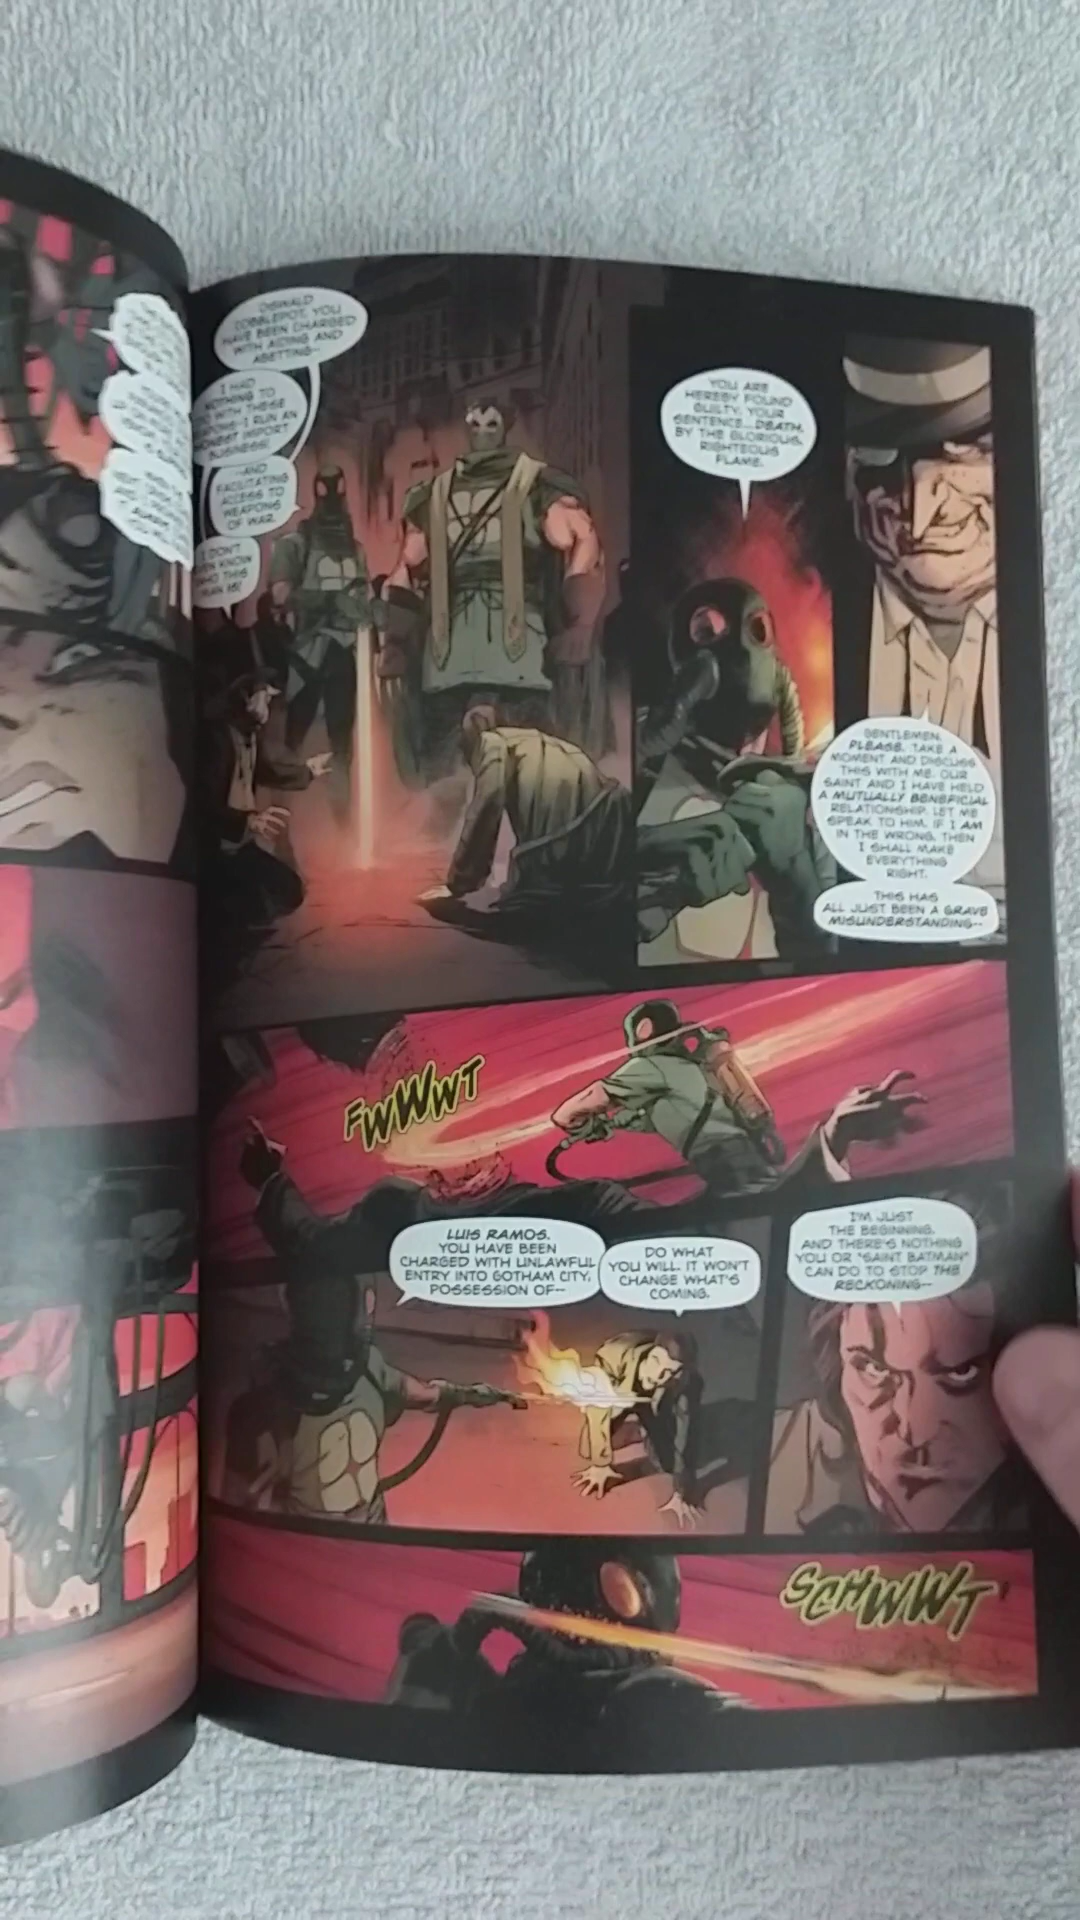 OSWALD
COBBLEPOT, YOU
HAVE BEEN CHARGED
WITH AIDING AND
ABETTING--
I HAD
NOTHING TO
WITH THESE
I RUN AN
HONEST IMPORT
BUSINESS!
--AND
FACILITATING
ACCESS TO
WEAPONS
OF WAR.
I DON'T
EVEN KNOW
WHO THIS
MAN IS!
YOU ARE
HEREBY FOUND
GUILTY. YOUR
SENTENCE...DEATH.
BY THE GLORIOUS,
RIGHTEOUS
FLAME.
GENTLEMEN,
PLEASE. TAKE A
MOMENT AND DISCUSS
THIS WITH ME. OUR
SAINT AND I HAVE HELD
A MUTUALLY BENEFICIAL
RELATIONSHIP. LET ME
SPEAK TO HIM. IF I AM
IN THE WRONG, THEN
I SHALL MAKE
EVERYTHING
RIGHT.
THIS HAS
ALL JUST BEEN A GRAVE
MISUNDERSTANDING--
FWWWT
LUIS RAMOS.
YOU HAVE BEEN
CHARGED WITH UNLAWFUL
ENTRY INTO GOTHAM CITY,
POSSESSION OF--
DO WHAT
YOU WILL. IT WON'T
CHANGE WHAT'S
COMING.
I'M JUST
THE BEGINNING.
AND THERE'S NOTHING
YOU OR "SAINT BATMAN"
CAN DO TO STOP THE
RECKONING--
SCHWWWT